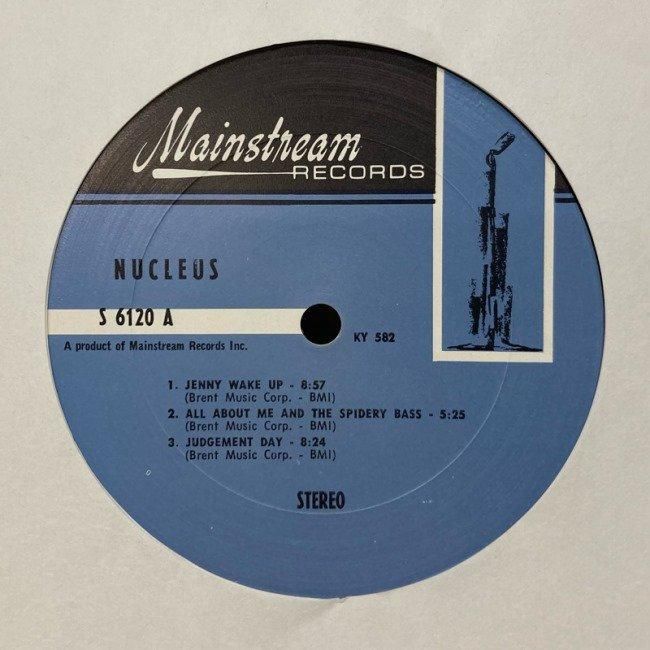 Mainstream
RECORDS
NUCLEUS
S 6120 A
A product of Mainstream Records Inc.
KY 582
1. JENNY WAKE UP - 8:57
(Brent Music Corp. - BMI)
2. ALL ABOUT ME AND THE SPIDERY BASS - 5:25
(Brent Music Corp. - BMI)
3. JUDGEMENT DAY - 8:24
(Brent Music Corp. - BMI)
STEREO